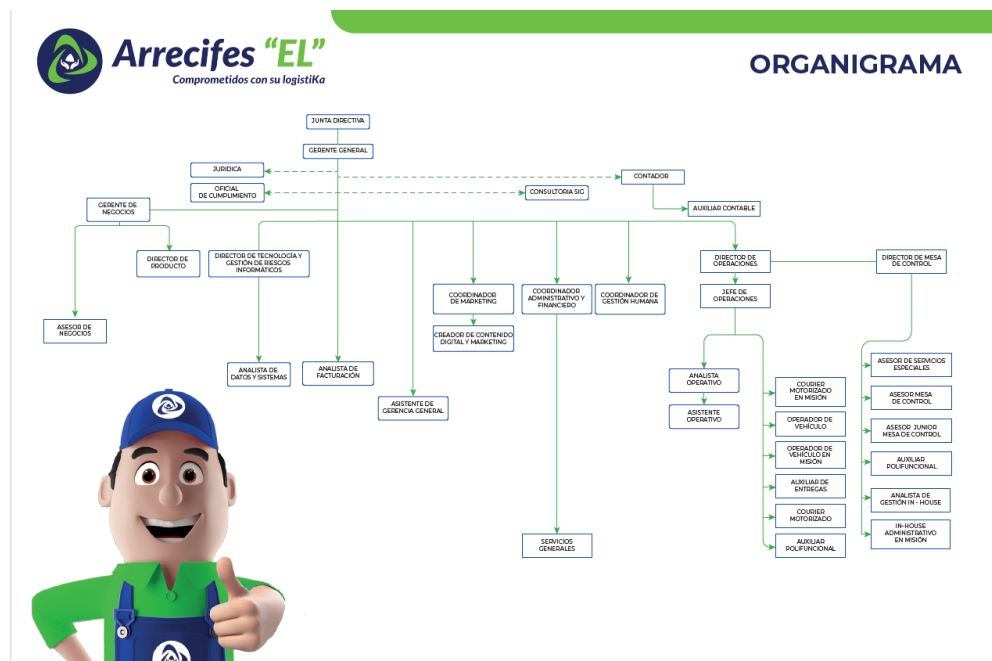 Arrecifes “EL”
Comprometidos con su logistiKa
ORGANIGRAMA
JUNTA DIRECTIVA
GERENTE GENERAL
JURIDICA
OFICIAL
DE CUMPLIMIENTO
CONTADOR
CONSULTORIA SIG
GERENTE DE
NEGOCIOS
AUXILIAR CONTABLE
DIRECTOR DE
PRODUCTO
DIRECTOR DE TECNOLOGÍA Y
GESTIÓN DE RIESGOS
INFORMÁTICOS
DIRECTOR DE
OPERACIONES
DIRECTOR DE MESA
DE CONTROL
COORDINADOR
DE MARKETING
COORDINADOR
ADMINISTRATIVO Y
FINANCIERO
COORDINADOR DE
GESTIÓN HUMANA
JEFE DE
OPERACIONES
ASESOR DE
NEGOCIOS
CREADOR DE CONTENIDO
DIGITAL Y MARKETING
ANALISTA DE
DATOS Y SISTEMAS
ANALISTA DE
FACTURACIÓN
ASISTENTE DE
GERENCIA GENERAL
ANALISTA
OPERATIVO
ASISTENTE
OPERATIVO
COURIER
MOTORIZADO
EN MISIÓN
OPERADOR DE
VEHÍCULO
OPERADOR DE
VEHÍCULO EN
MISIÓN
AUXILIAR DE
ENTREGAS
COURIER
MOTORIZADO
AUXILIAR
POLIFUNCIONAL
ASESOR DE SERVICIOS
ESPECIALES
ASESOR MESA
DE CONTROL
ASESOR JUNIOR
MESA DE CONTROL
AUXILIAR
POLIFUNCIONAL
ANALISTA DE
GESTIÓN IN - HOUSE
IN-HOUSE
ADMINISTRATIVO
EN MISIÓN
SERVICIOS
GENERALES